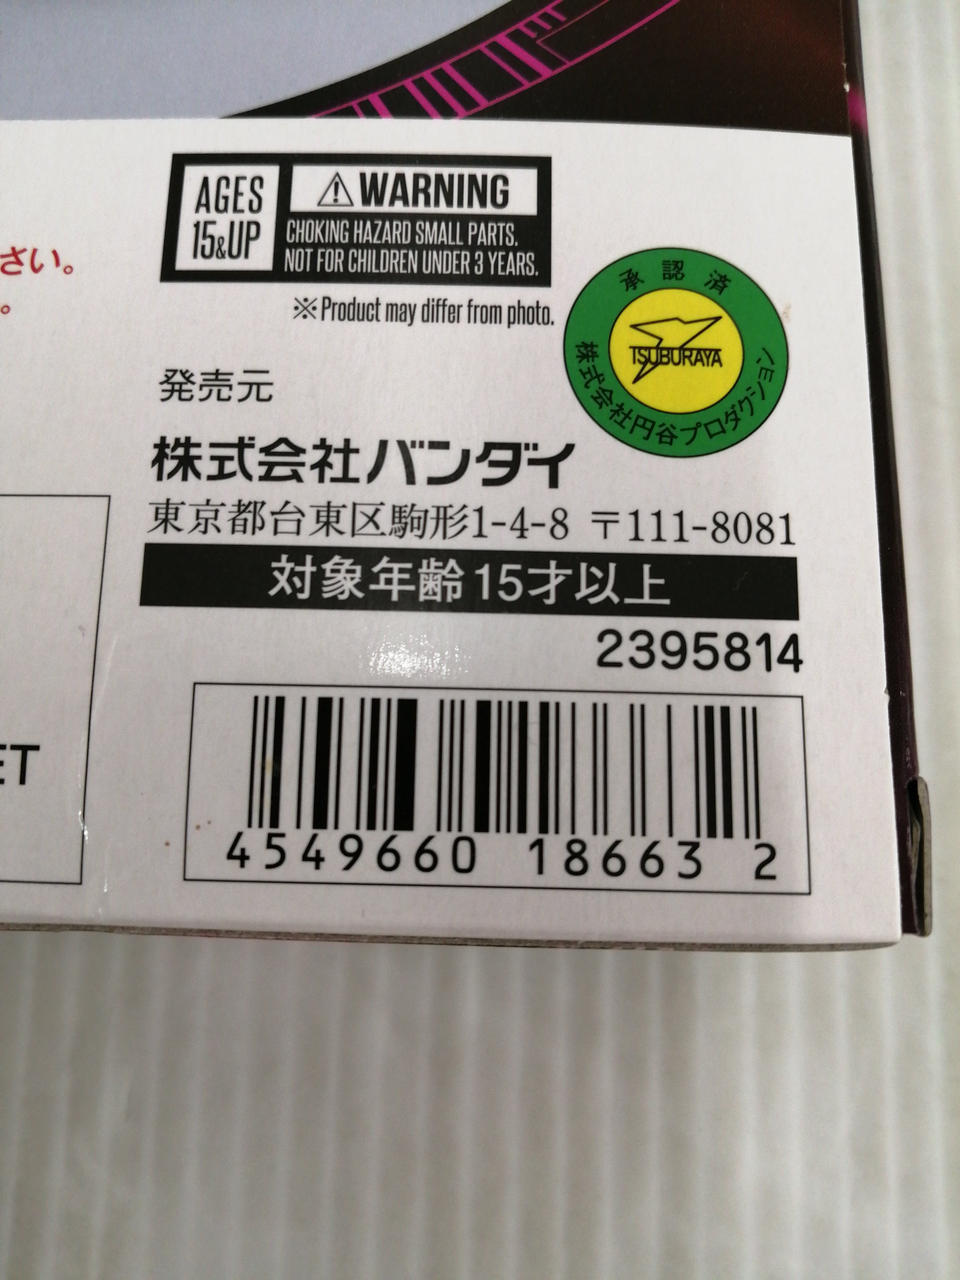 AGES
15&UP
⚠WARNING
CHOKING HAZARD SMALL PARTS.
NOT FOR CHILDREN UNDER 3 YEARS.
さい。
。
※Product may differ from photo.
承認済
TSUBURAYA
株式会社円谷プロダクション
発売元
株式会社バンダイ
東京都台東区駒形1-4-8 〒111-8081
対象年齢15才以上
2395814
ET
4549660 18663 2